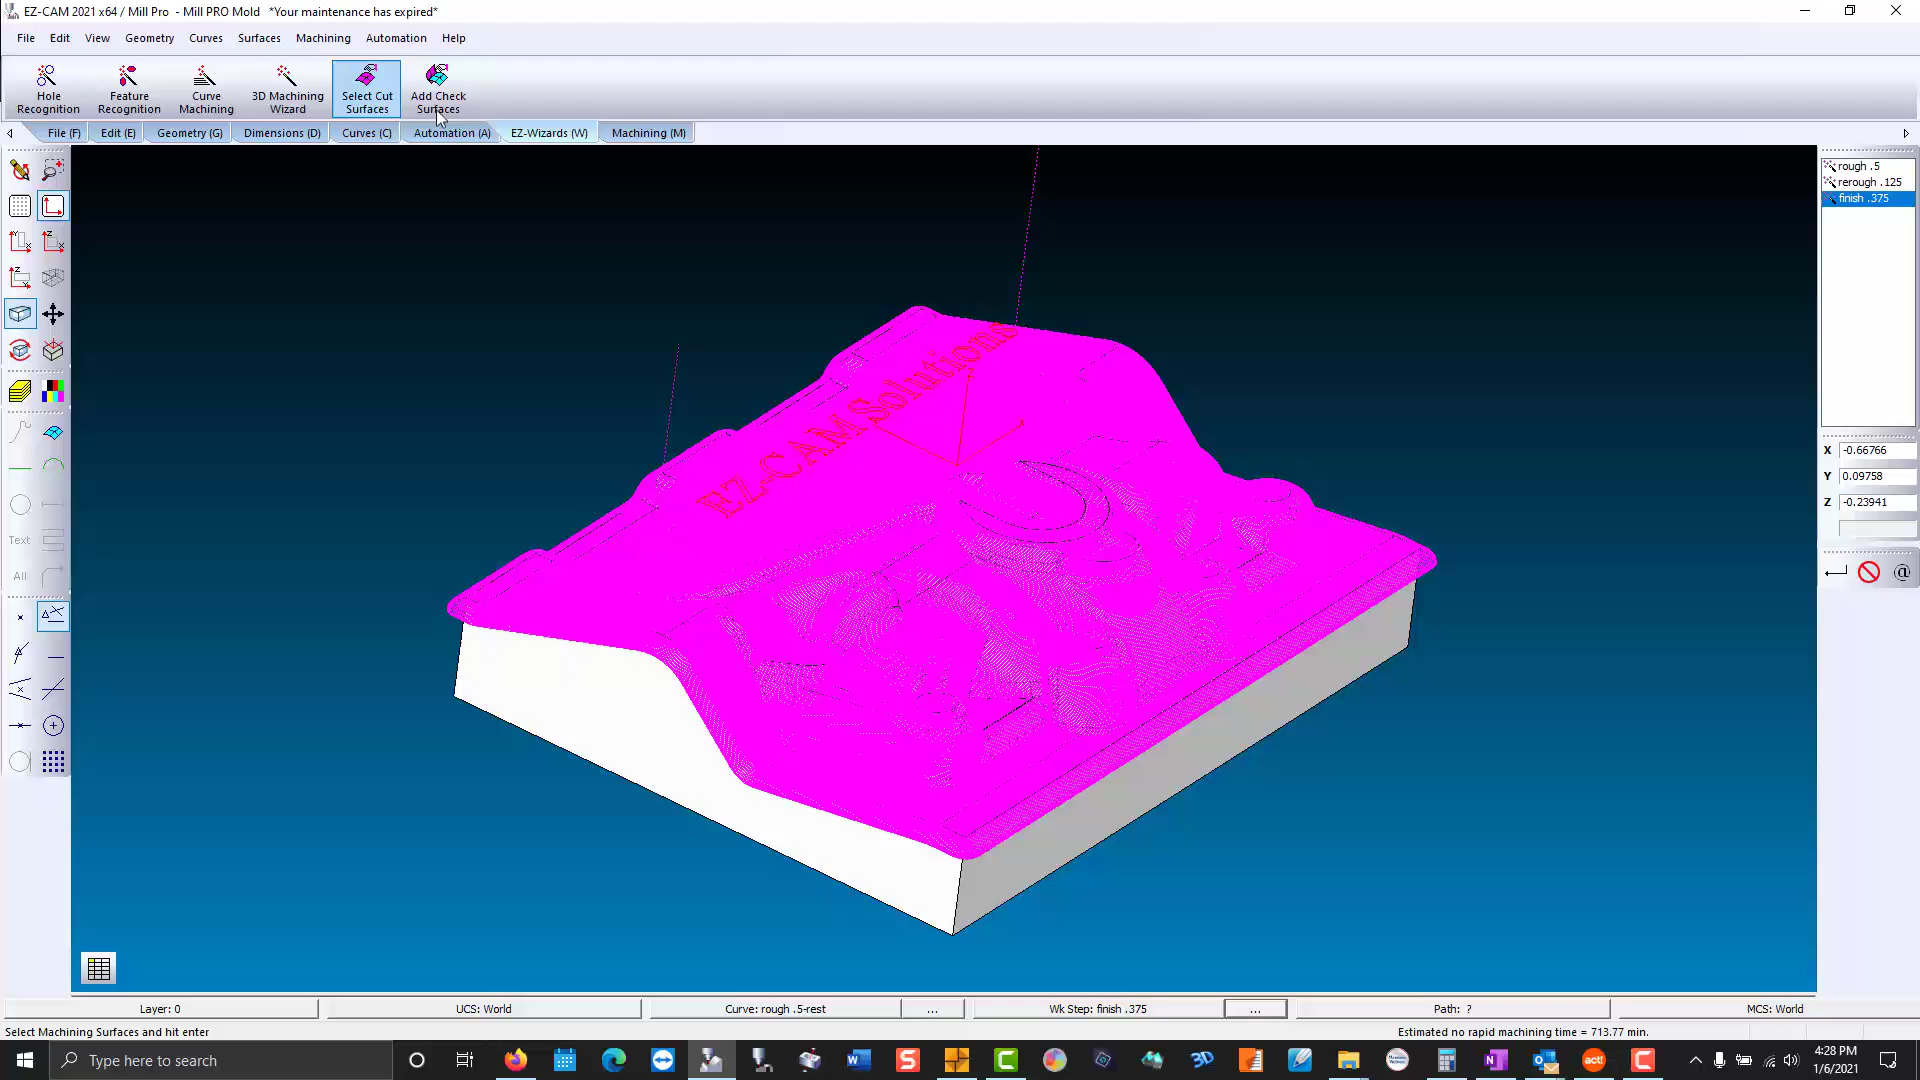 EZ-CAM 2021 x64 / Mill Pro - Mill PRO Mold *Your maintenance has expired*
File Edit View Geometry Curves Surfaces Machining Automation Help
Hole Recognition
Feature Recognition
Curve Machining
3D Machining Wizard
Select Cut Surfaces
Add Check Surfaces
File (F) Edit (E) Geometry (G) Dimensions (D) Curves (C) Automation (A) EZ-Wizards (W) Machining (M)
rough .5
rerough .125
finish .375
EZ-CAM Solutions
X -0.66766
Y 0.09758
Z -0.23941
Text
All
@
Layer: 0 UCS: World Curve: rough .5-rest ... Wk Step: finish .375 ... Path: ? MCS: World
Select Machining Surfaces and hit enter Estimated no rapid machining time = 713.77 min.
Type here to search
4:28 PM
1/6/2021